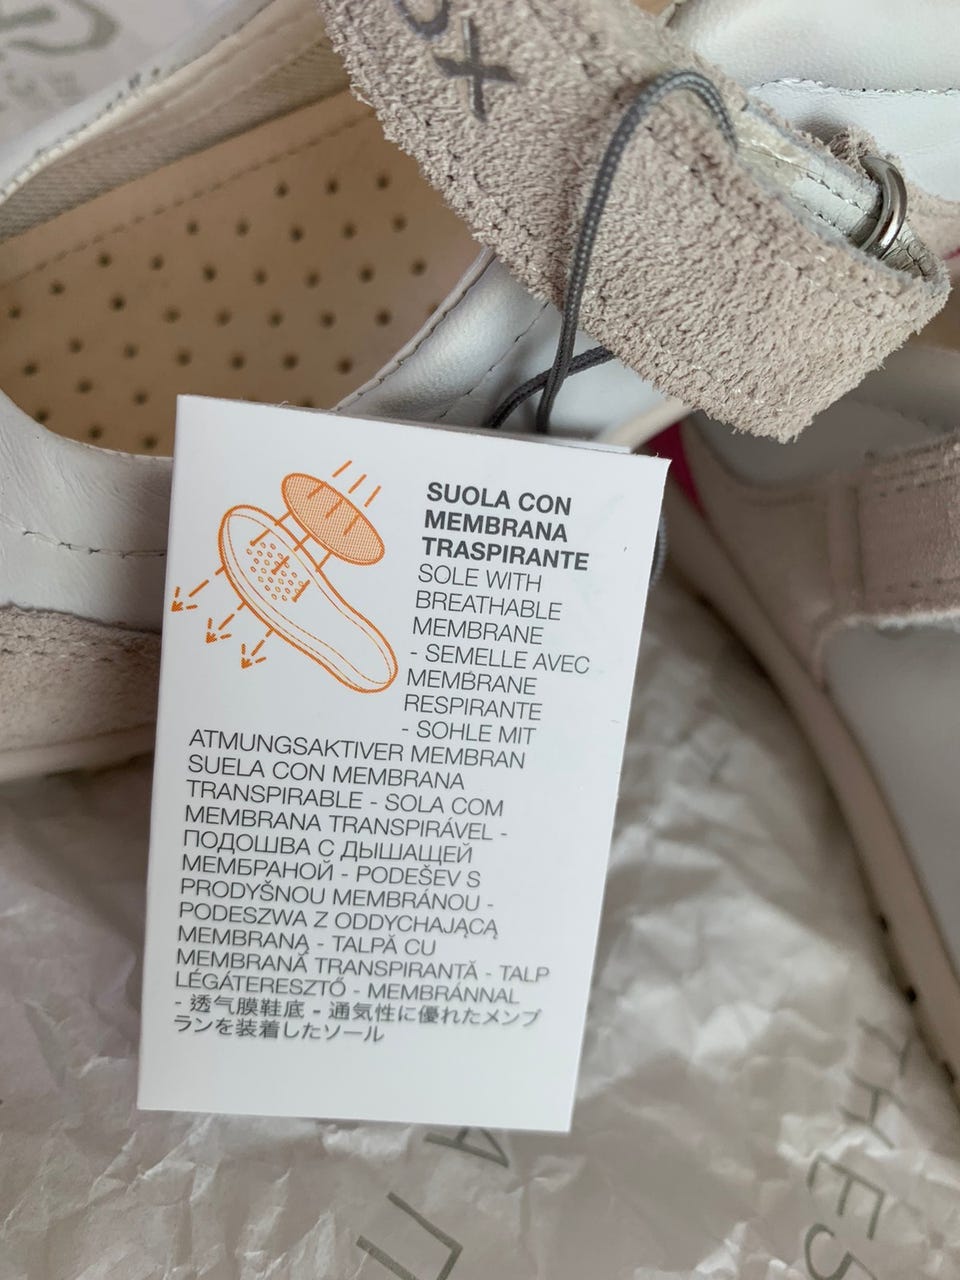 SUOLA CON
MEMBRANA
TRASPIRANTE
SOLE WITH
BREATHABLE
MEMBRANE
- SEMELLE AVEC
MEMBRANE
RESPIRANTE
- SOHLE MIT
ATMUNGSAKTIVER MEMBRAN
SUELA CON MEMBRANA
TRANSPIRABLE - SOLA COM
MEMBRANA TRANSPIRÁVEL -
ПОДОШВА С ДЫШАЩЕЙ
МЕМБРАНОЙ - PODEŠEV S
PRODYŠNOU MEMBRÁNOU -
PODESZWA Z ODDYCHAJĄCĄ
MEMBRANĄ - TALPĂ CU
MEMBRANĂ TRANSPIRANTĂ - TALP
LÉGÁTERESZTŐ - MEMBRÁNNAL
- 透气膜鞋底 - 通気性に優れたメンブ
ランを装着したソール